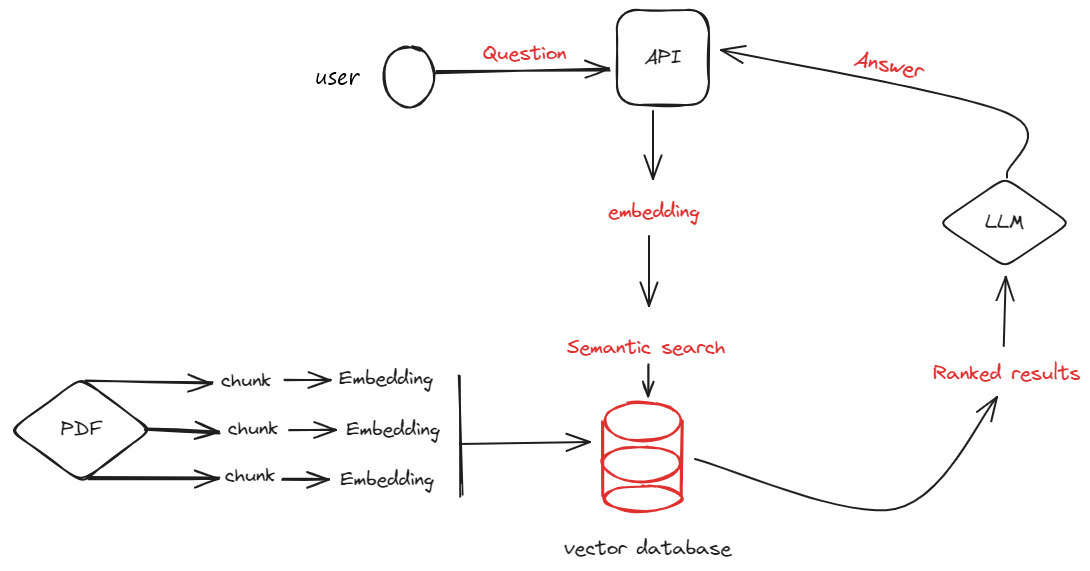 Question
API
Answer
user
embedding
LLM
Semantic search
Ranked results
chunk
Embedding
PDF
chunk
Embedding
chunk
Embedding
vector database